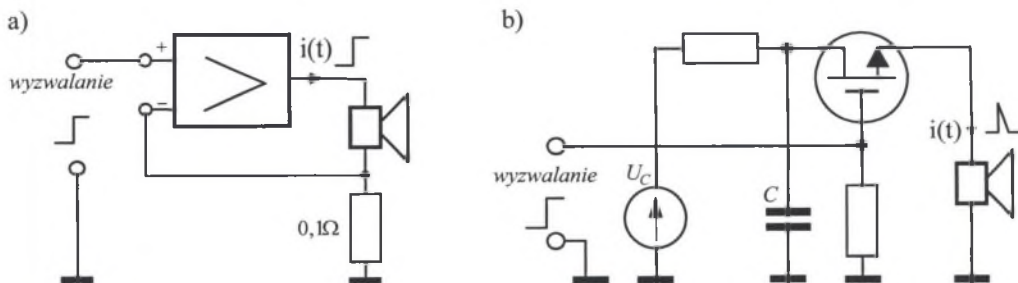 a)
+
i(t)
wyzwalanie
−
0,1Ω
b)
i(t)
wyzwalanie
U_C
C